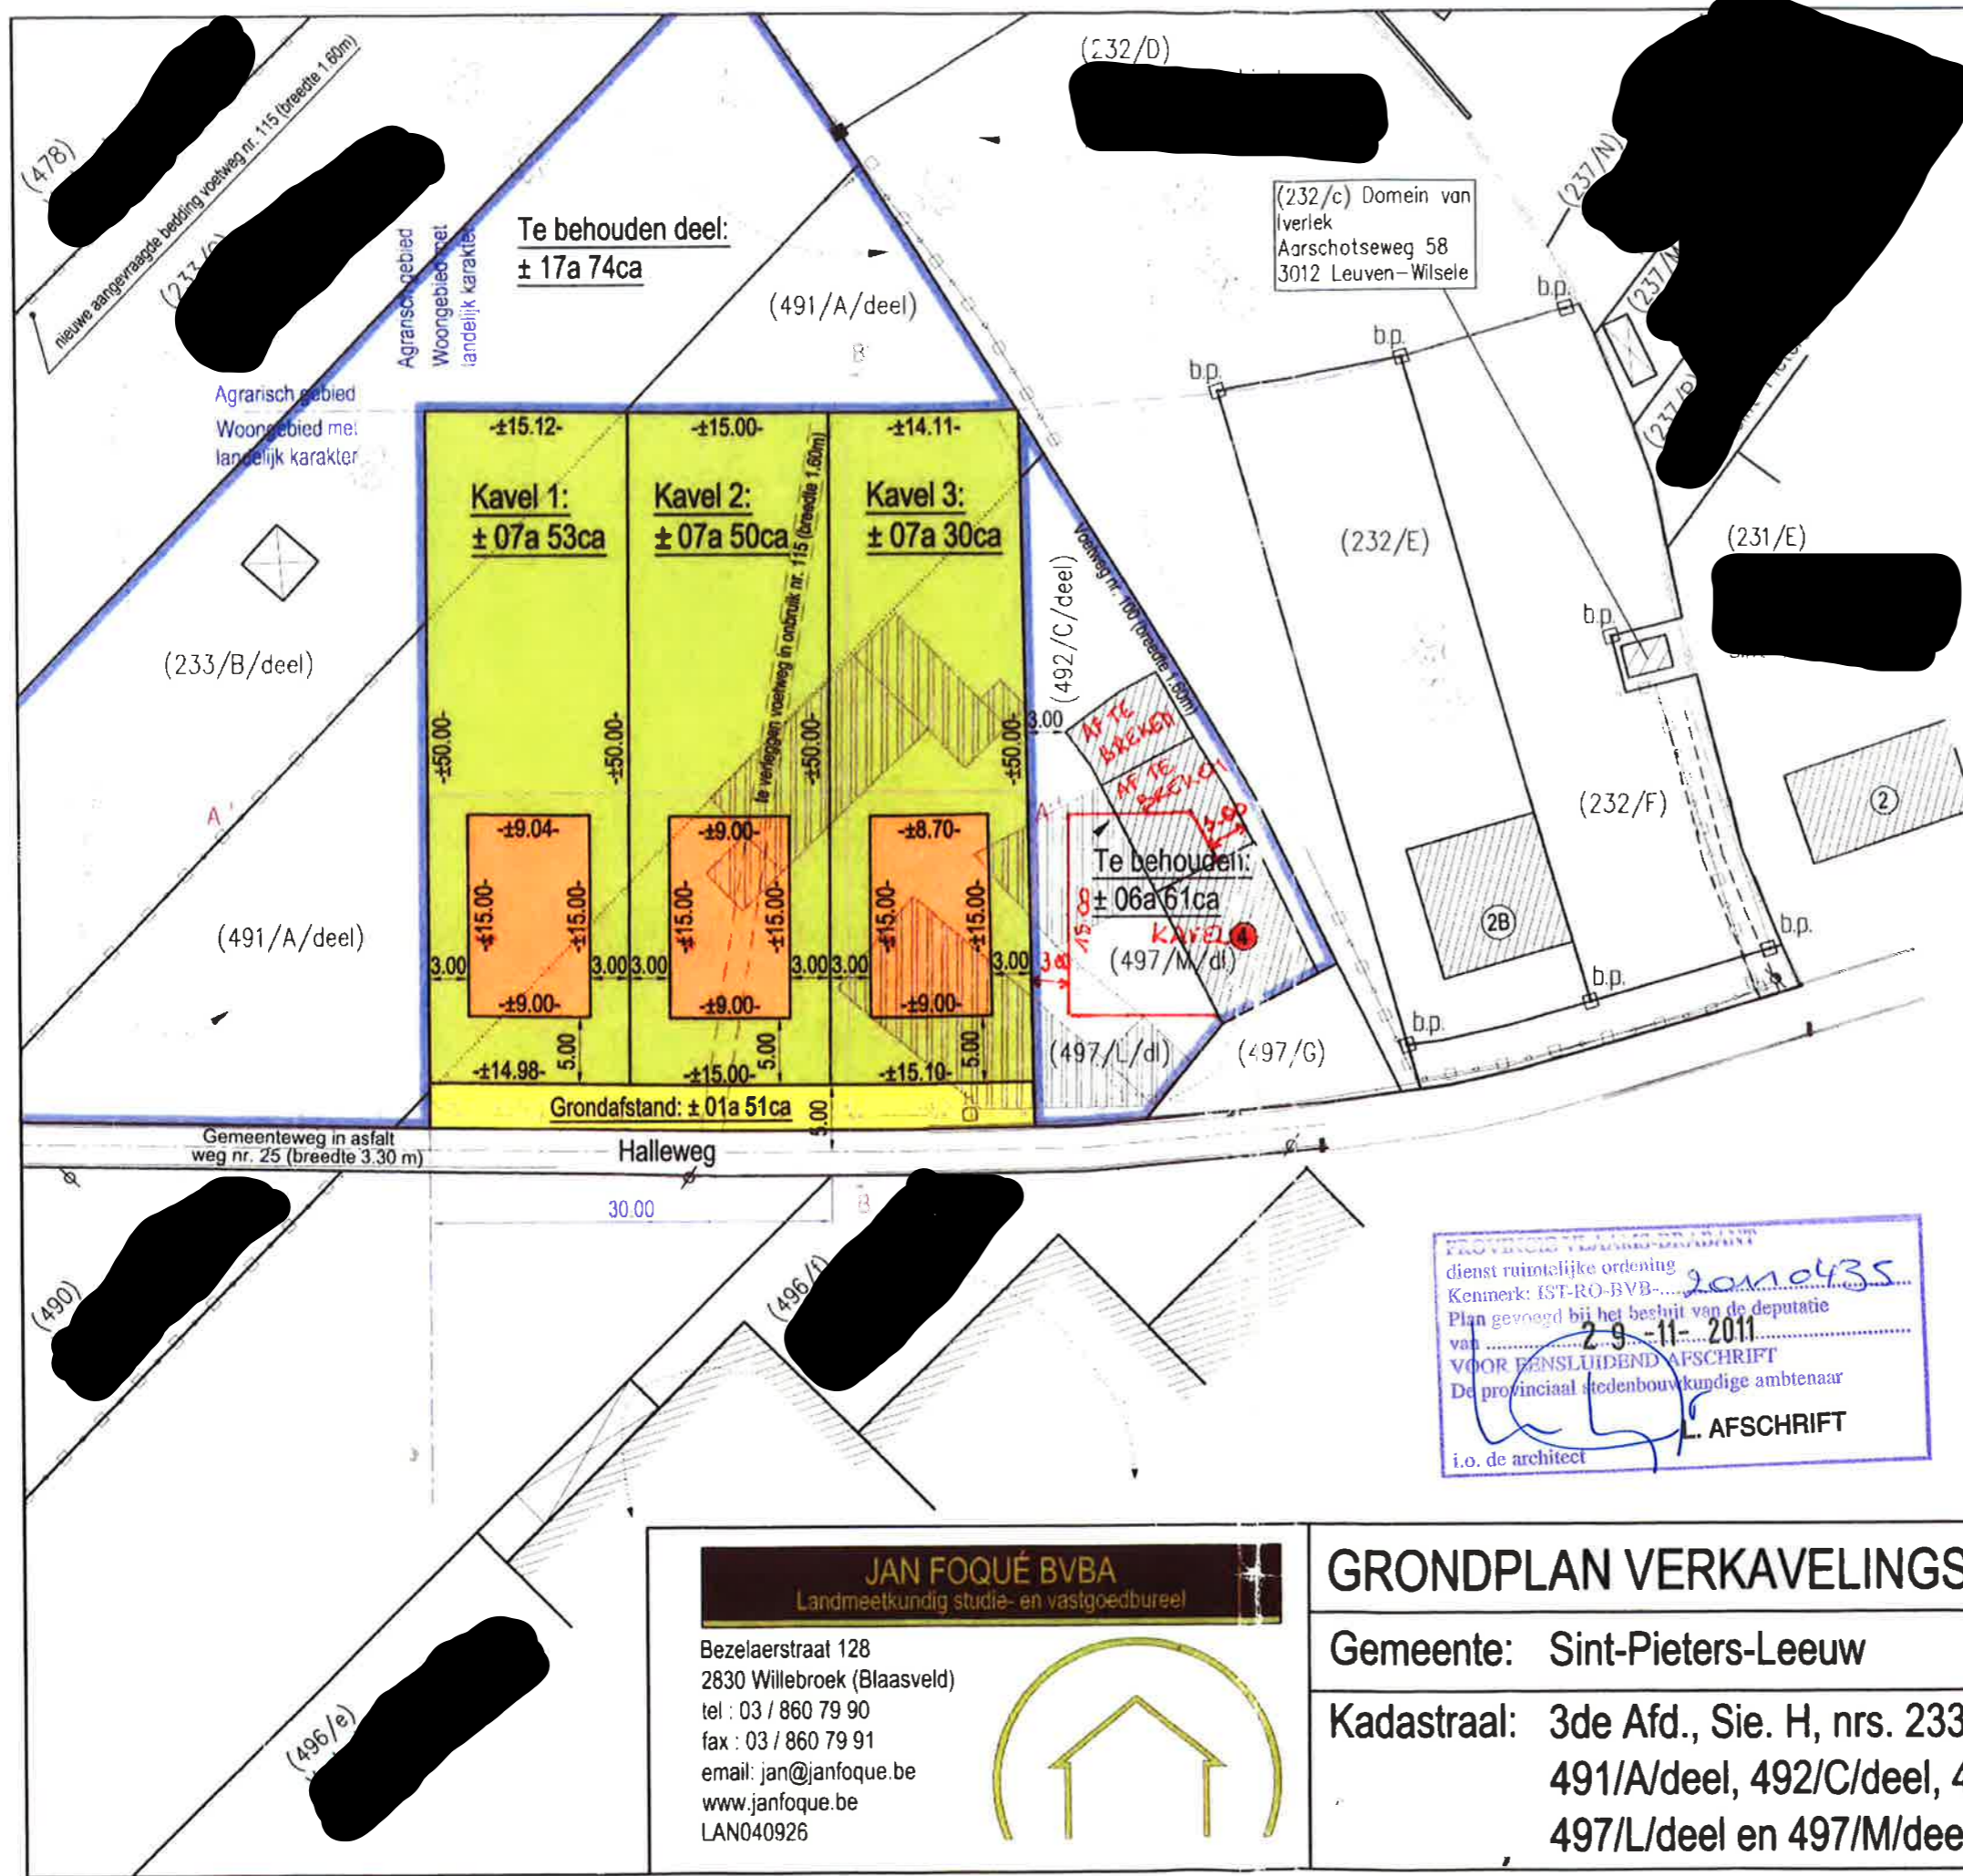 (478)
nieuwe aangevraagde bedding voetweg nr. 115 (breedte 1.60m)
Agrarisch gebied
Woongebied met
landelijk karakter
Agrarisch gebied
Woongebied met
landelijk karakter
Te behouden deel:
± 17a 74ca
(491/A/deel)
B'
(232/D)
(232/c) Domein van
Iverlek
Aarschotseweg 58
3012 Leuven-Wilsele
(237/N)
b.p.
b.p.
b.p.
(231/E)
(232/E)
b.p.
(232/F)
2
2B
b.p.
b.p.
b.p.
-±15.12-
-±15.00-
-±14.11-
Kavel 1:
± 07a 53ca
Kavel 2:
± 07a 50ca
Kavel 3:
± 07a 30ca
te verleggen voetweg in onbruik nr. 115 (breedte 1.60m)
Voetweg nr. 100 (breedte 1.60m)
(492/C/deel)
(233/B/deel)
-±50.00-
-±50.00-
-±50.00-
-±50.00-
3.00
AF TE
BREKEN
AF TE
BREKEN
3.00
A'
A'
-±9.04-
-±9.00-
-±8.70-
-±15.00-
-±15.00-
-±15.00-
-±15.00-
-±15.00-
-±15.00-
Te behouden:
± 06a 61ca
KAVEL 4
15.8
(497/M/dl)
(491/A/deel)
3.00
3.00
3.00
3.00
3.00
3.00
3.00
-±9.00-
-±9.00-
-±9.00-
5.00
5.00
5.00
-±14.98-
-±15.00-
-±15.10-
(497/L/dl)
(497/G)
Grondafstand: ± 01a 51ca
5.00
Gemeenteweg in asfalt
weg nr. 25 (breedte 3.30 m)
Halleweg
30.00
B
(490)
(496/f)
(496/e)
PROVINCIE VLAAMS-BRABANT
dienst ruimtelijke ordening
Kenmerk: IST-RO-BVB-....20110435
Plan gevoegd bij het besluit van de deputatie
van 29 -11- 2011
VOOR EENSLUIDEND AFSCHRIFT
De provinciaal stedenbouwkundige ambtenaar
L. AFSCHRIFT
i.o. de architect
JAN FOQUÉ BVBA
Landmeetkundig studie- en vastgoedbureel
Bezelaerstraat 128
2830 Willebroek (Blaasveld)
tel : 03 / 860 79 90
fax : 03 / 860 79 91
email: jan@janfoque.be
www.janfoque.be
LAN040926
GRONDPLAN VERKAVELINGS
Gemeente: Sint-Pieters-Leeuw
Kadastraal: 3de Afd., Sie. H, nrs. 233
491/A/deel, 492/C/deel, 4
497/L/deel en 497/M/dee